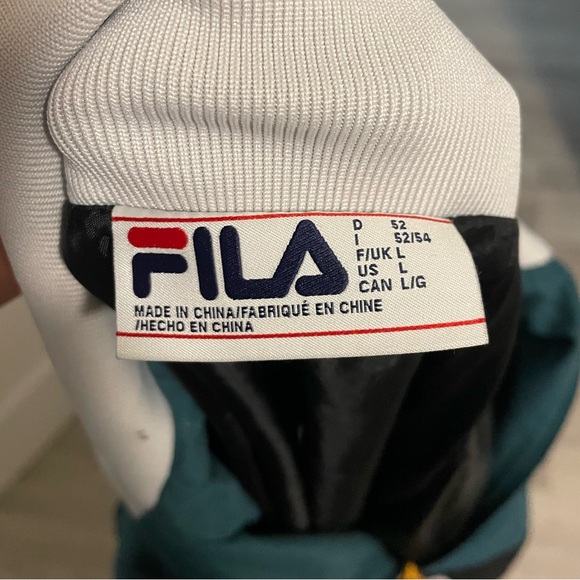 FILA
D 52
I 52/54
F/UK L
US L
CAN L/G
MADE IN CHINA/FABRIQUÉ EN CHINE
/HECHO EN CHINA